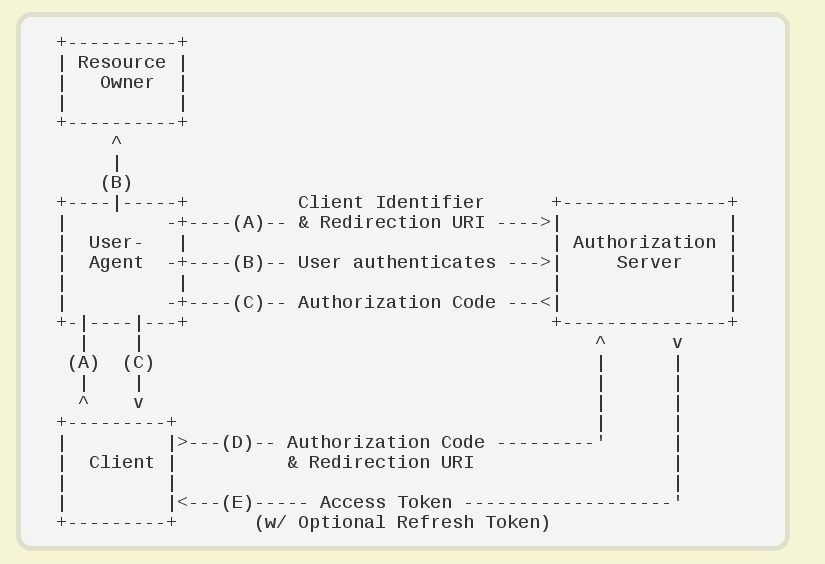 +----------+
| Resource |
|   Owner  |
|          |
+----------+
     ^
     |
    (B)
+----|-----+          Client Identifier      +---------------+
|         -+----(A)-- & Redirection URI ---->|               |
|  User-   |                                 | Authorization |
|  Agent  -+----(B)-- User authenticates --->|     Server    |
|          |                                 |               |
|         -+----(C)-- Authorization Code ---<|               |
+-|----|---+                                 +---------------+
  |    |                                         ^      v
 (A)  (C)                                        |      |
  |    |                                         |      |
  ^    v                                         |      |
+---------+                                      |      |
|         |>---(D)-- Authorization Code ---------'      |
|  Client |          & Redirection URI                  |
|         |                                             |
|         |<---(E)----- Access Token -------------------'
+---------+       (w/ Optional Refresh Token)